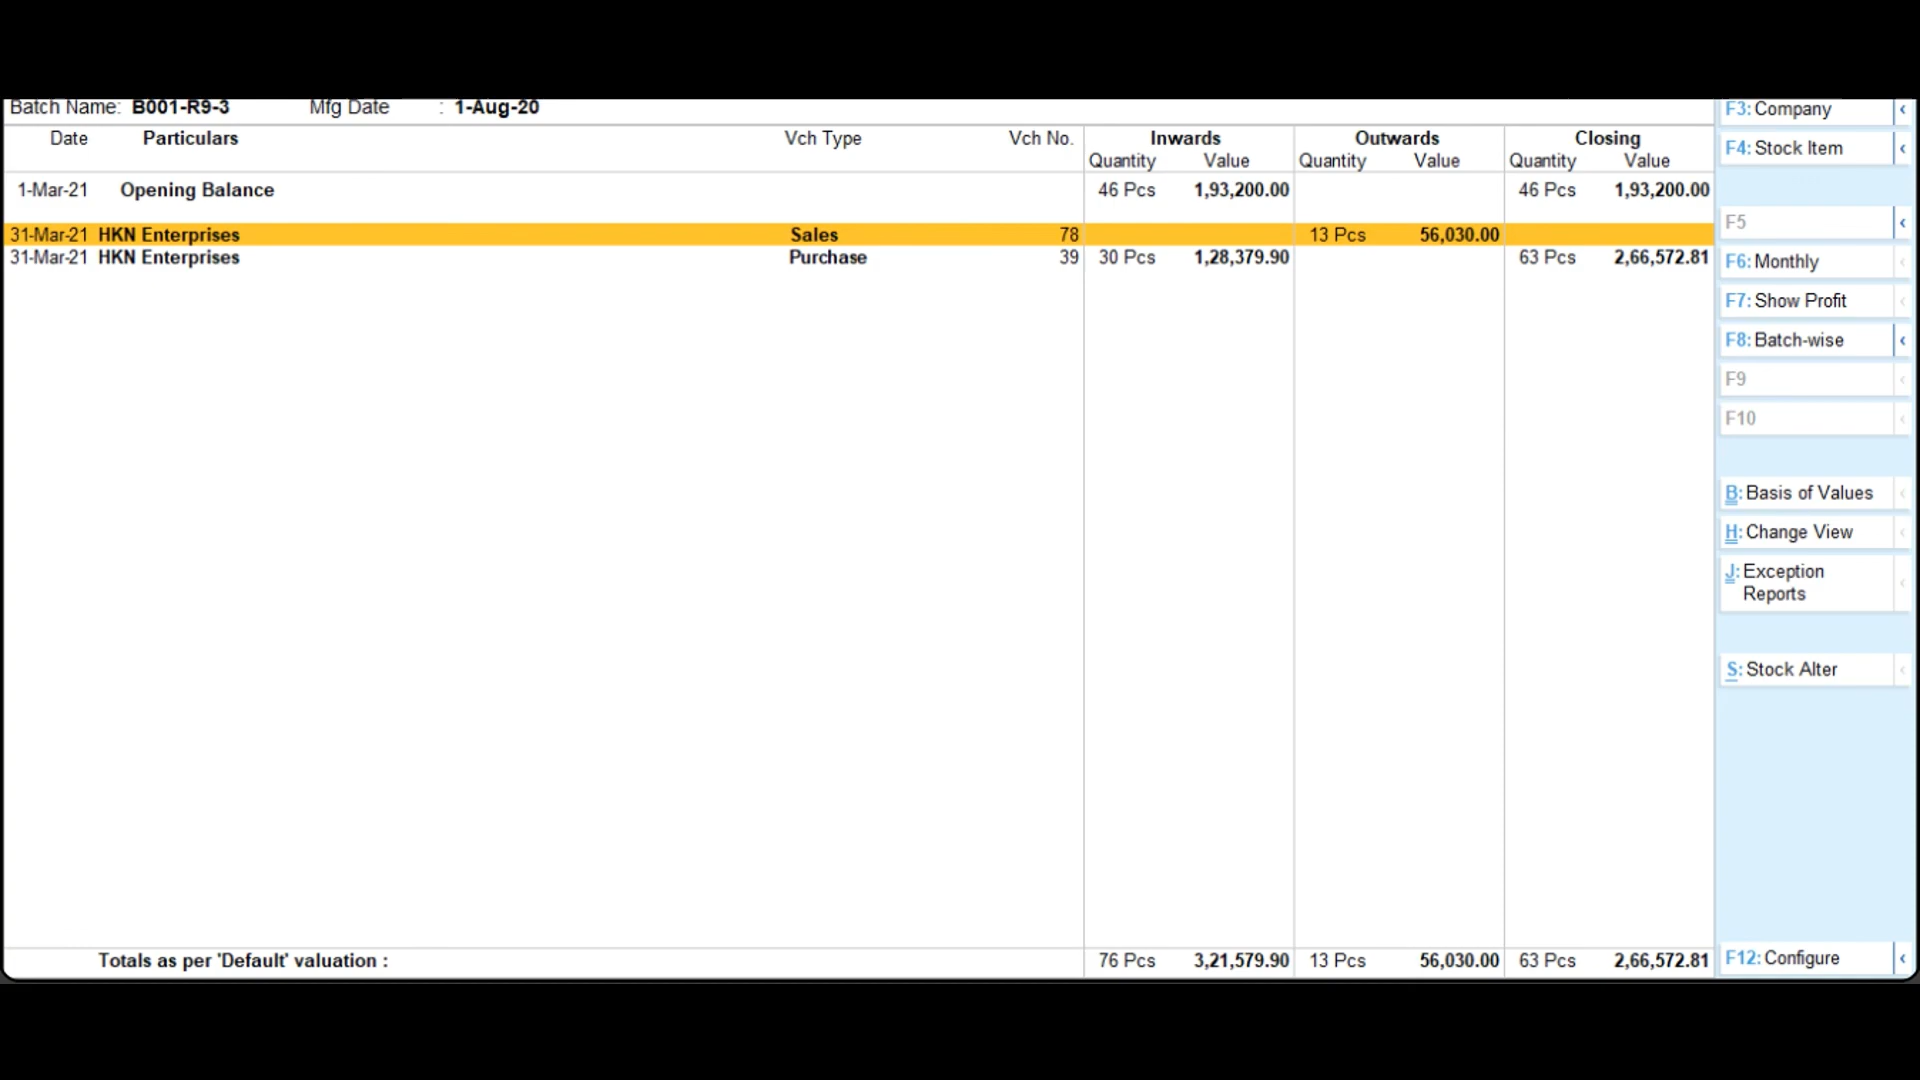 Batch Name: B001-R9-3 Mfg Date : 1-Aug-20
Date Particulars Vch Type Vch No. Inwards Outwards Closing
Quantity Value Quantity Value Quantity Value
1-Mar-21 Opening Balance 46 Pcs 1,93,200.00 46 Pcs 1,93,200.00
31-Mar-21 HKN Enterprises Sales 78 13 Pcs 56,030.00
31-Mar-21 HKN Enterprises Purchase 39 30 Pcs 1,28,379.90 63 Pcs 2,66,572.81
Totals as per 'Default' valuation : 76 Pcs 3,21,579.90 13 Pcs 56,030.00 63 Pcs 2,66,572.81
F3: Company
F4: Stock Item
F5
F6: Monthly
F7: Show Profit
F8: Batch-wise
F9
F10
B: Basis of Values
H: Change View
J: Exception
Reports
S: Stock Alter
F12: Configure